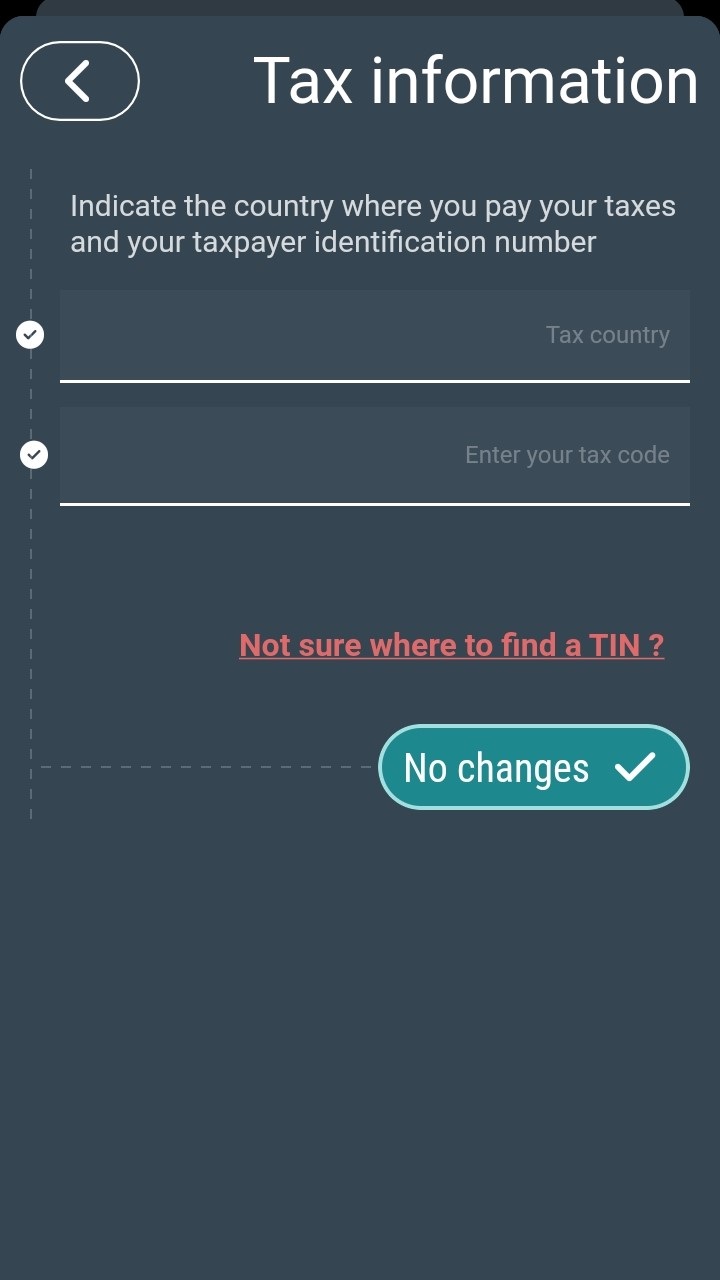 Tax information
Indicate the country where you pay your taxes
and your taxpayer identification number
Tax country
Enter your tax code
Not sure where to find a TIN ?
No changes